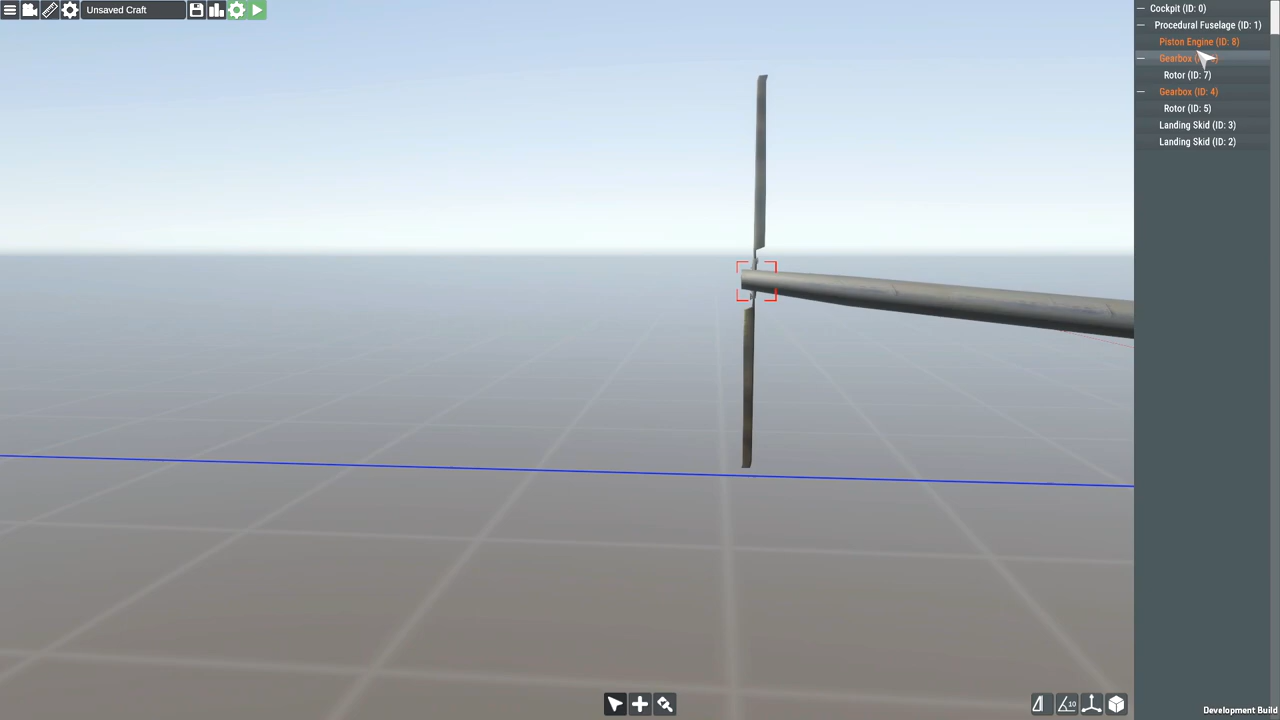 Unsaved Craft
Cockpit (ID: 0)
Procedural Fuselage (ID: 1)
Piston Engine (ID: 8)
Gearbox
Rotor (ID: 7)
Gearbox (ID: 4)
Rotor (ID: 5)
Landing Skid (ID: 3)
Landing Skid (ID: 2)
10
Development Build